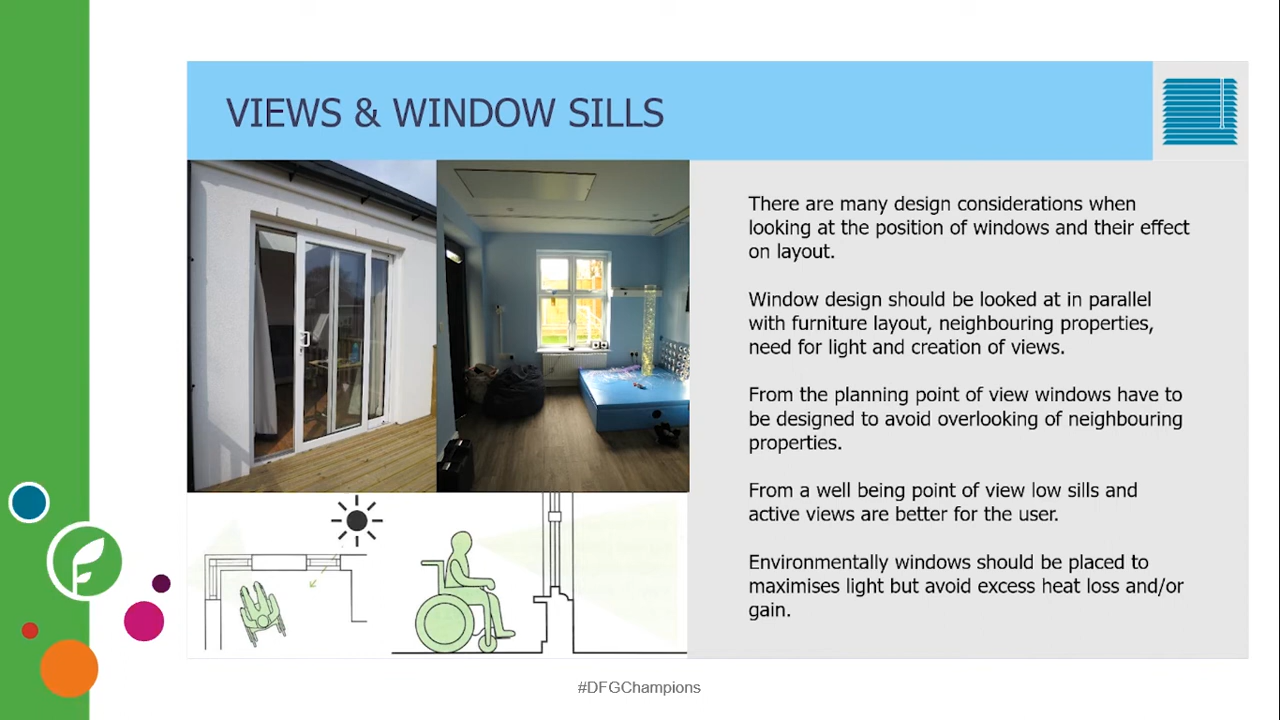 VIEWS & WINDOW SILLS
There are many design considerations when
looking at the position of windows and their effect
on layout.
Window design should be looked at in parallel
with furniture layout, neighbouring properties,
need for light and creation of views.
From the planning point of view windows have to
be designed to avoid overlooking of neighbouring
properties.
From a well being point of view low sills and
active views are better for the user.
Environmentally windows should be placed to
maximises light but avoid excess heat loss and/or
gain.
#DFGChampions